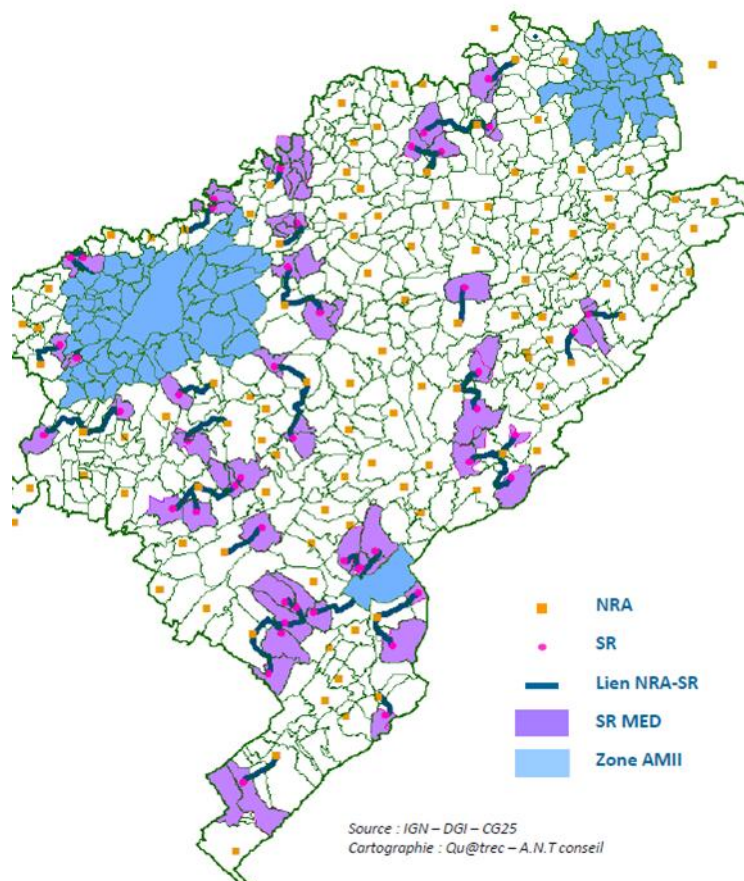 NRA
SR
Lien NRA-SR
SR MED
Zone AMII
Source : IGN – DGI – CG25
Cartographie : Qu@trec – A.N.T conseil